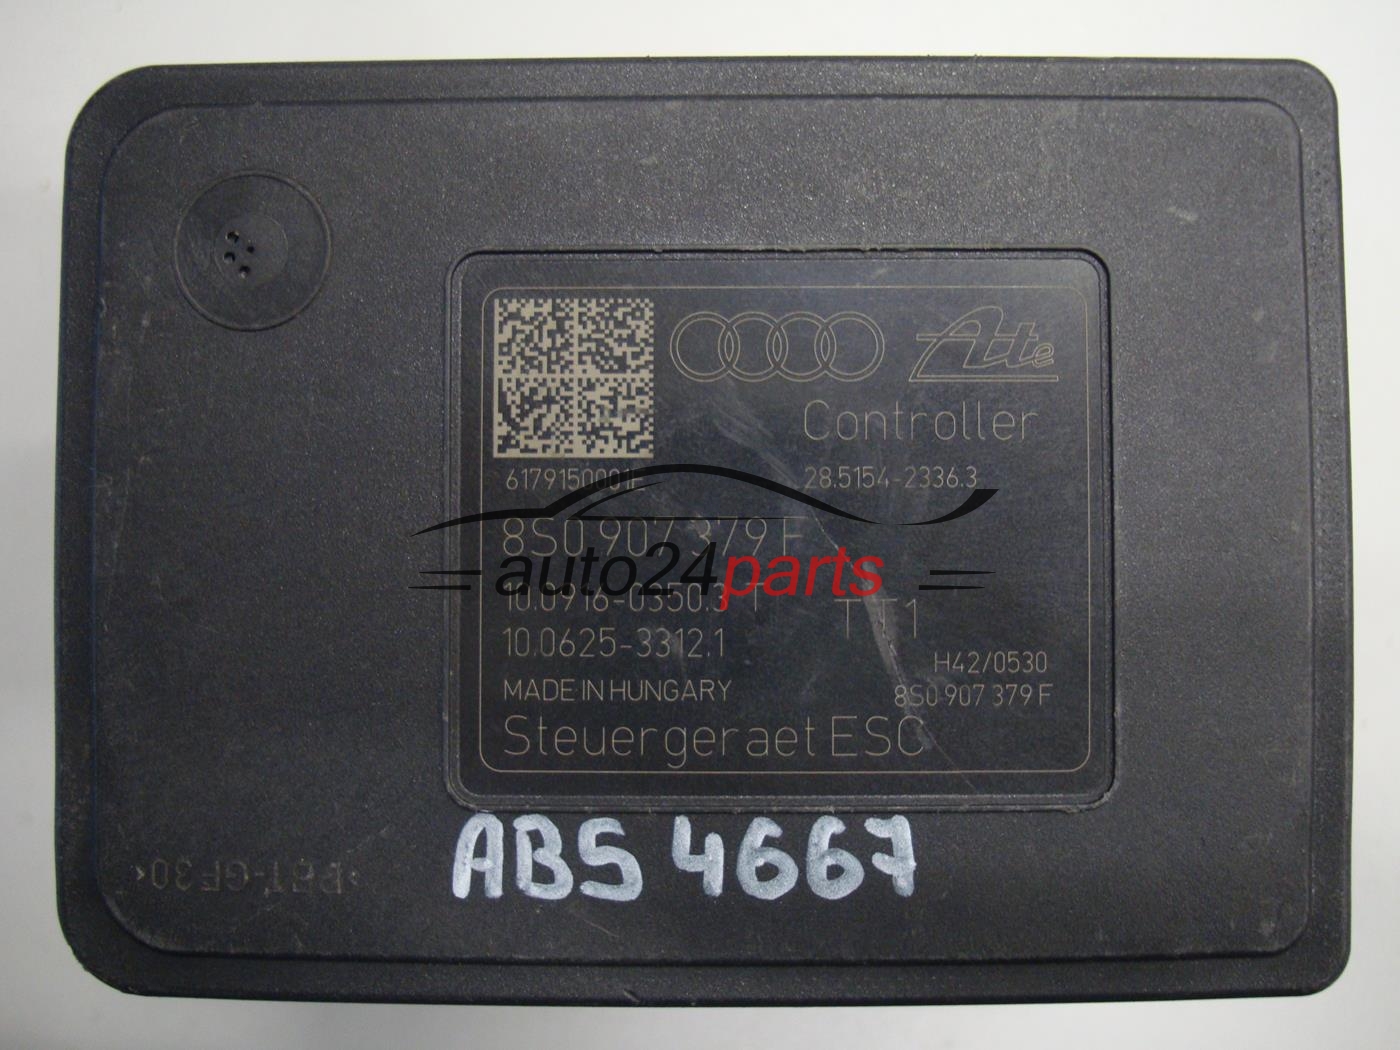 Ate
Controller
6179150001E
28.5154-2336.3
8S0 907 379 F
auto24parts
10.0916-0350.3 T
TT1
10.0625-3312.1
H42/0530
MADE IN HUNGARY
8S0 907 379 F
Steuergeraet ESC
ABS 4667
>PBT-GF30<